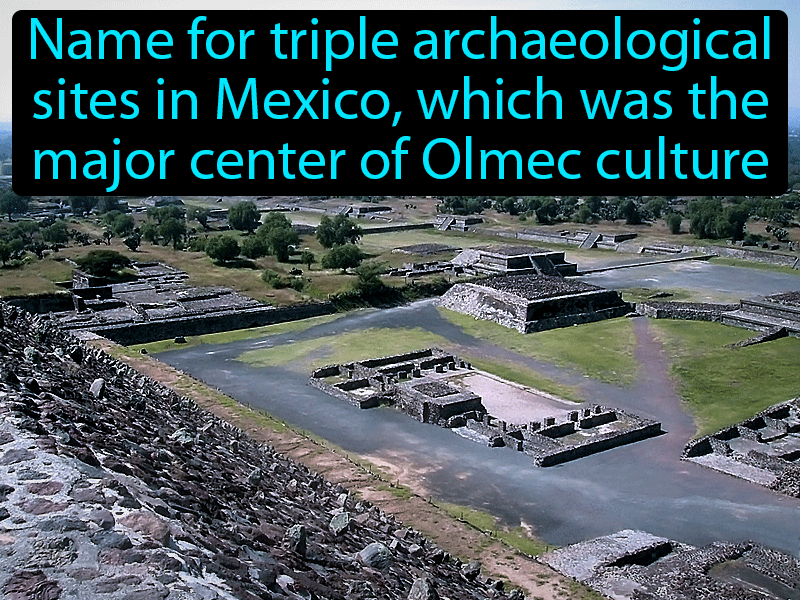 Name for triple archaeological
sites in Mexico, which was the
major center of Olmec culture